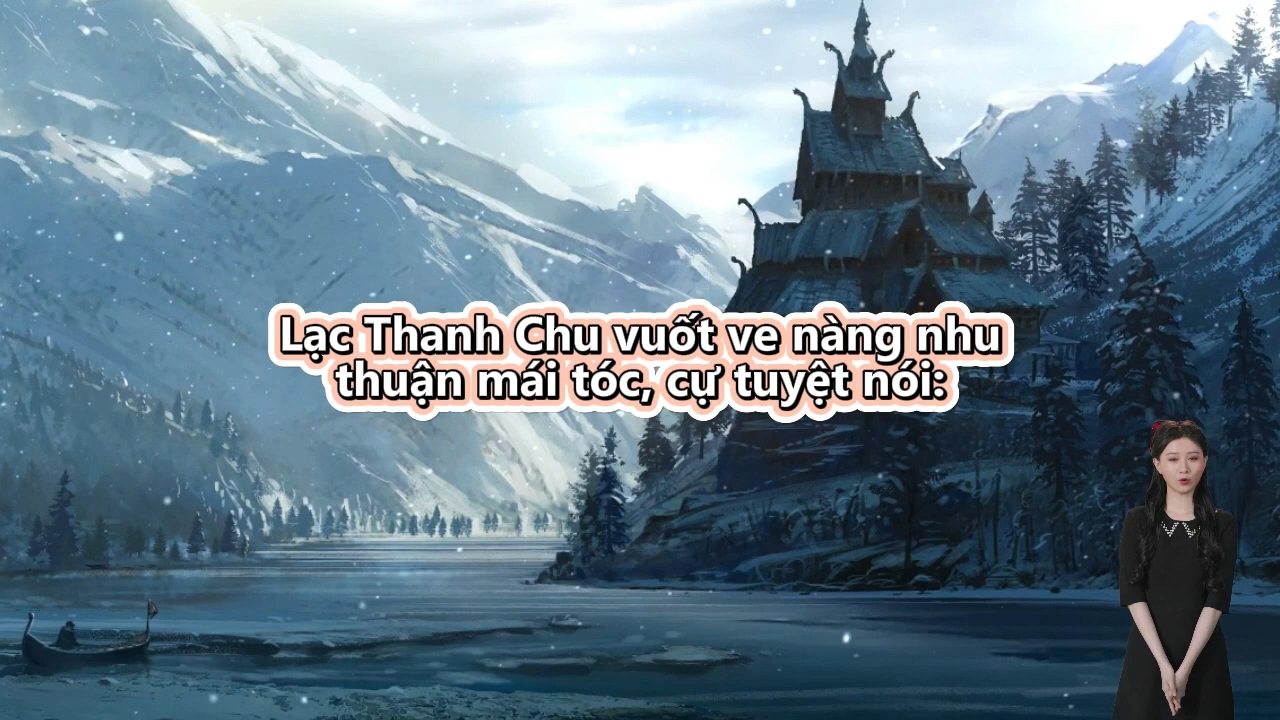 Lạc Thanh Chu vuốt ve nàng nhu
thuận mái tóc, cự tuyệt nói: